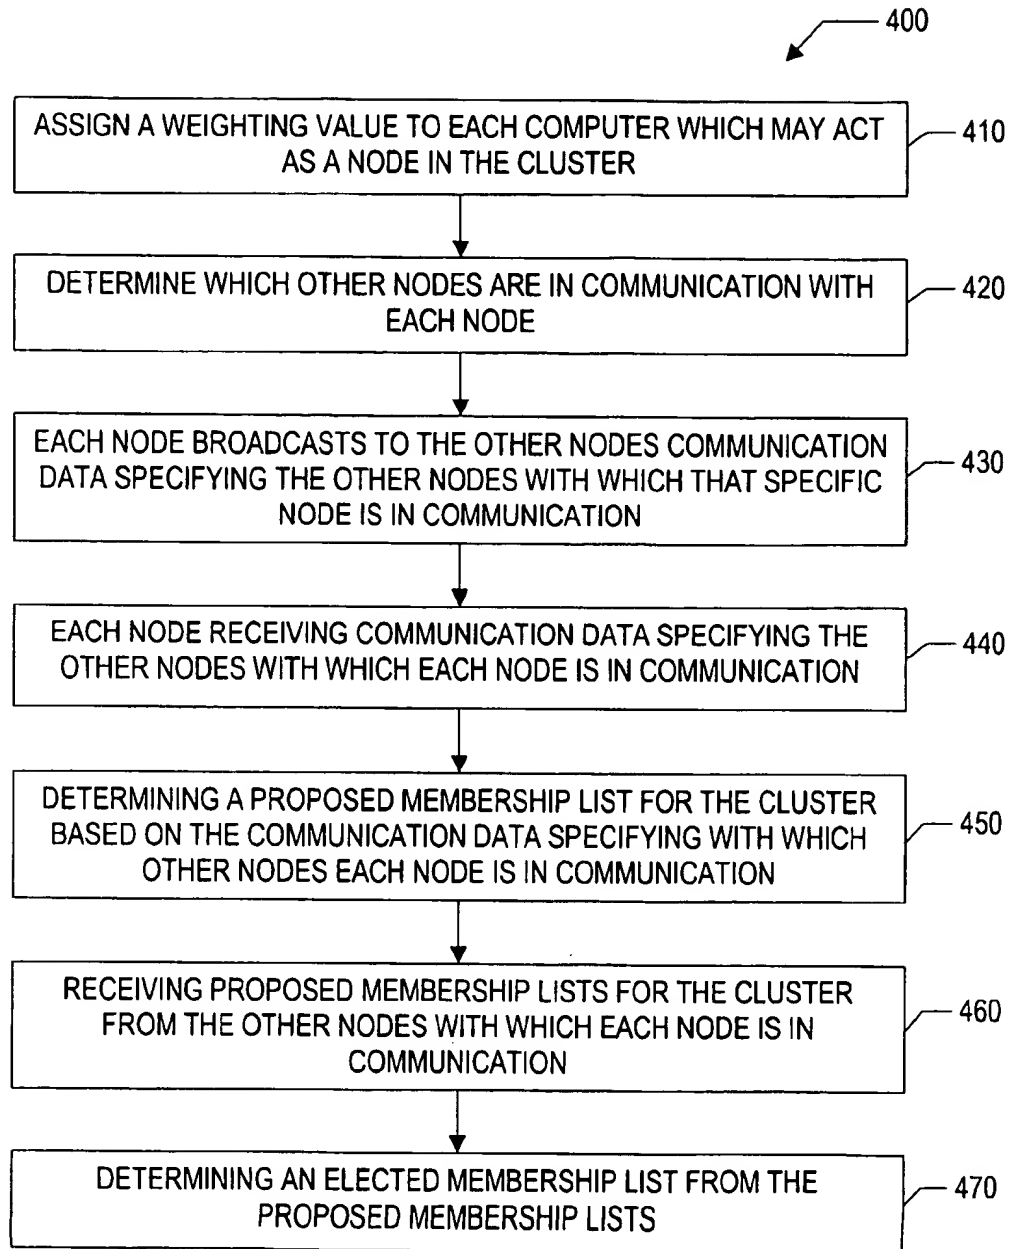 400
ASSIGN A WEIGHTING VALUE TO EACH COMPUTER WHICH MAY ACT
AS A NODE IN THE CLUSTER
410
DETERMINE WHICH OTHER NODES ARE IN COMMUNICATION WITH
EACH NODE
420
EACH NODE BROADCASTS TO THE OTHER NODES COMMUNICATION
DATA SPECIFYING THE OTHER NODES WITH WHICH THAT SPECIFIC
NODE IS IN COMMUNICATION
430
EACH NODE RECEIVING COMMUNICATION DATA SPECIFYING THE
OTHER NODES WITH WHICH EACH NODE IS IN COMMUNICATION
440
DETERMINING A PROPOSED MEMBERSHIP LIST FOR THE CLUSTER
BASED ON THE COMMUNICATION DATA SPECIFYING WITH WHICH
OTHER NODES EACH NODE IS IN COMMUNICATION
450
RECEIVING PROPOSED MEMBERSHIP LISTS FOR THE CLUSTER
FROM THE OTHER NODES WITH WHICH EACH NODE IS IN
COMMUNICATION
460
DETERMINING AN ELECTED MEMBERSHIP LIST FROM THE
PROPOSED MEMBERSHIP LISTS
470